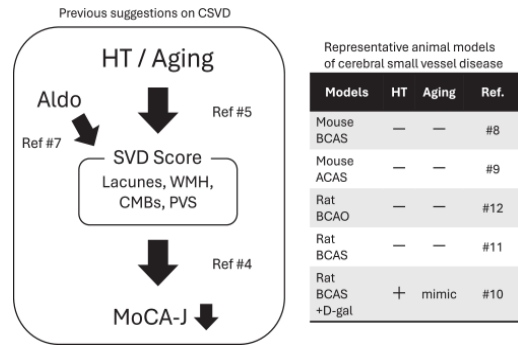 Previous suggestions on CSVD
HT / Aging
Aldo
Ref #5
Ref #7
SVD Score
Lacunes, WMH,
CMBs, PVS
Ref #4
MoCA-J
Representative animal models
of cerebral small vessel disease
Models HT Aging Ref.
Mouse
BCAS — — #8
Mouse
ACAS — — #9
Rat
BCAO — — #12
Rat
BCAS — — #11
Rat
BCAS + mimic #10
+D-gal